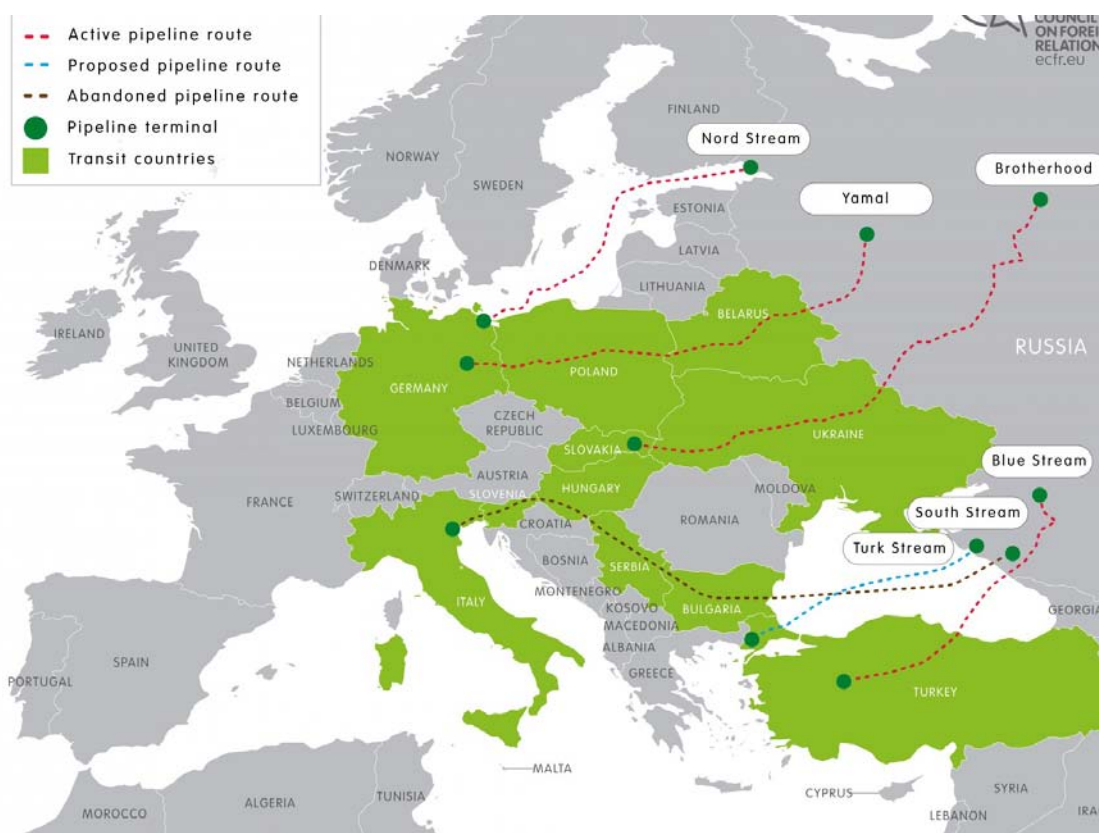 Active pipeline route
Proposed pipeline route
Abandoned pipeline route
Pipeline terminal
Transit countries
COUNCIL
ON FOREI
RELATION
ecfr.eu
FINLAND
NORWAY
SWEDEN
Nord Stream
Brotherhood
Yamal
ESTONIA
LATVIA
DENMARK
LITHUANIA
BELARUS
IRELAND
UNITED
KINGDOM
NETHERLANDS
RUSSIA
GERMANY
POLAND
BELGIUM
LUXEMBOURG
CZECH
REPUBLIC
UKRAINE
SLOVAKIA
Blue Stream
AUSTRIA
FRANCE
SWITZERLAND
SLOVENIA
HUNGARY
MOLDOVA
South Stream
CROATIA
ROMANIA
Turk Stream
BOSNIA
SERBIA
MONTENEGRO
ITALY
KOSOVO
BULGARIA
GEORGIA
MACEDONIA
ALBANIA
SPAIN
GREECE
PORTUGAL
TURKEY
MALTA
CYPRUS
SYRIA
TUNISIA
ALGERIA
MOROCCO
LEBANON
IRA